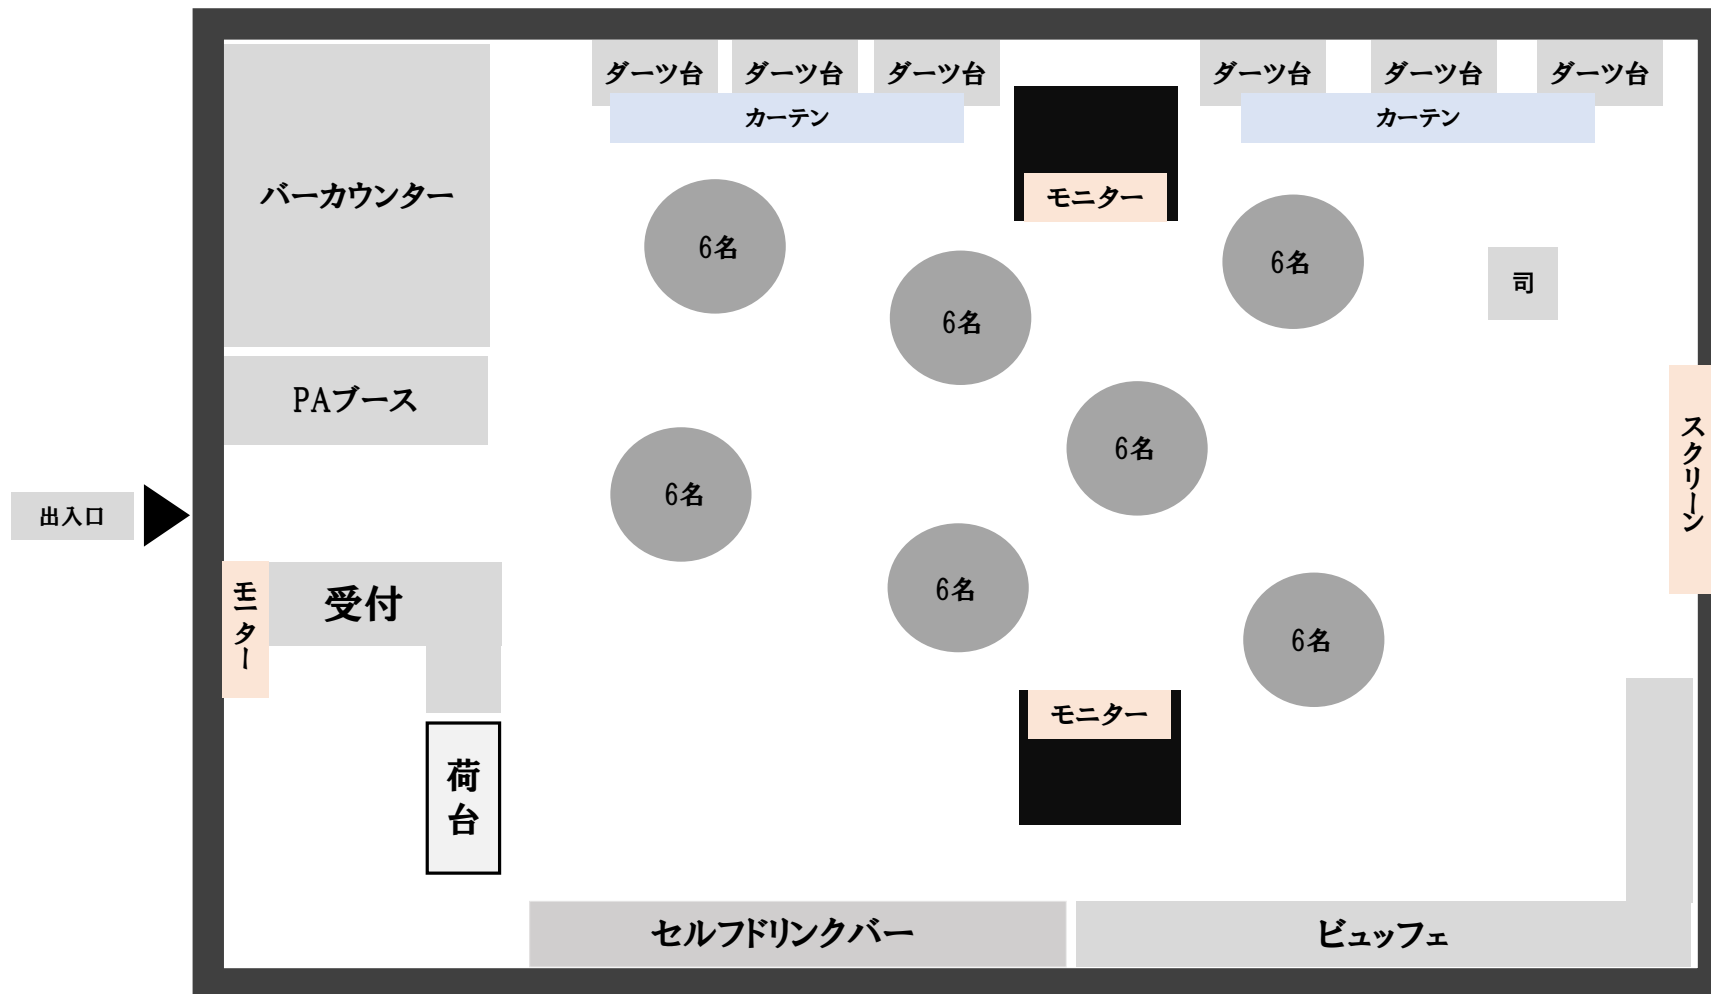 ダーツ台
ダーツ台
ダーツ台
ダーツ台
ダーツ台
ダーツ台
カーテン
カーテン
バーカウンター
モニター
6名
6名
6名
司
PAブース
6名
6名
スクリーン
出入口
モニター
受付
6名
6名
モニター
荷台
セルフドリンクバー
ビュッフェ